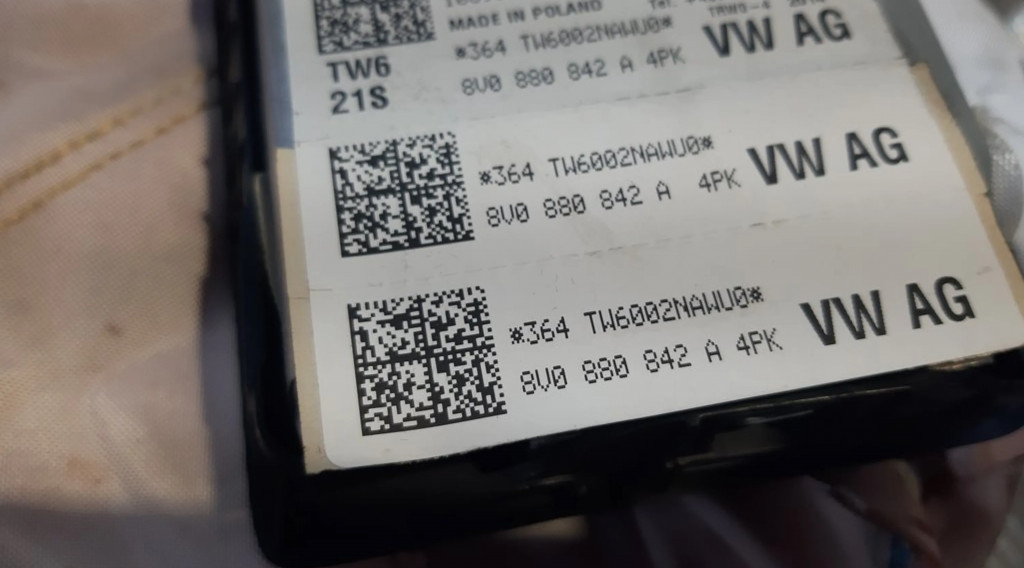 MADE IN POLAND
TW6
21S
*364 TW6002NAWU0*
8V0 880 842 A 4PK
VW AG
*364 TW6002NAWU0*
8V0 880 842 A 4PK
VW AG
*364 TW6002NAWU0*
8V0 880 842 A 4PK
VW AG